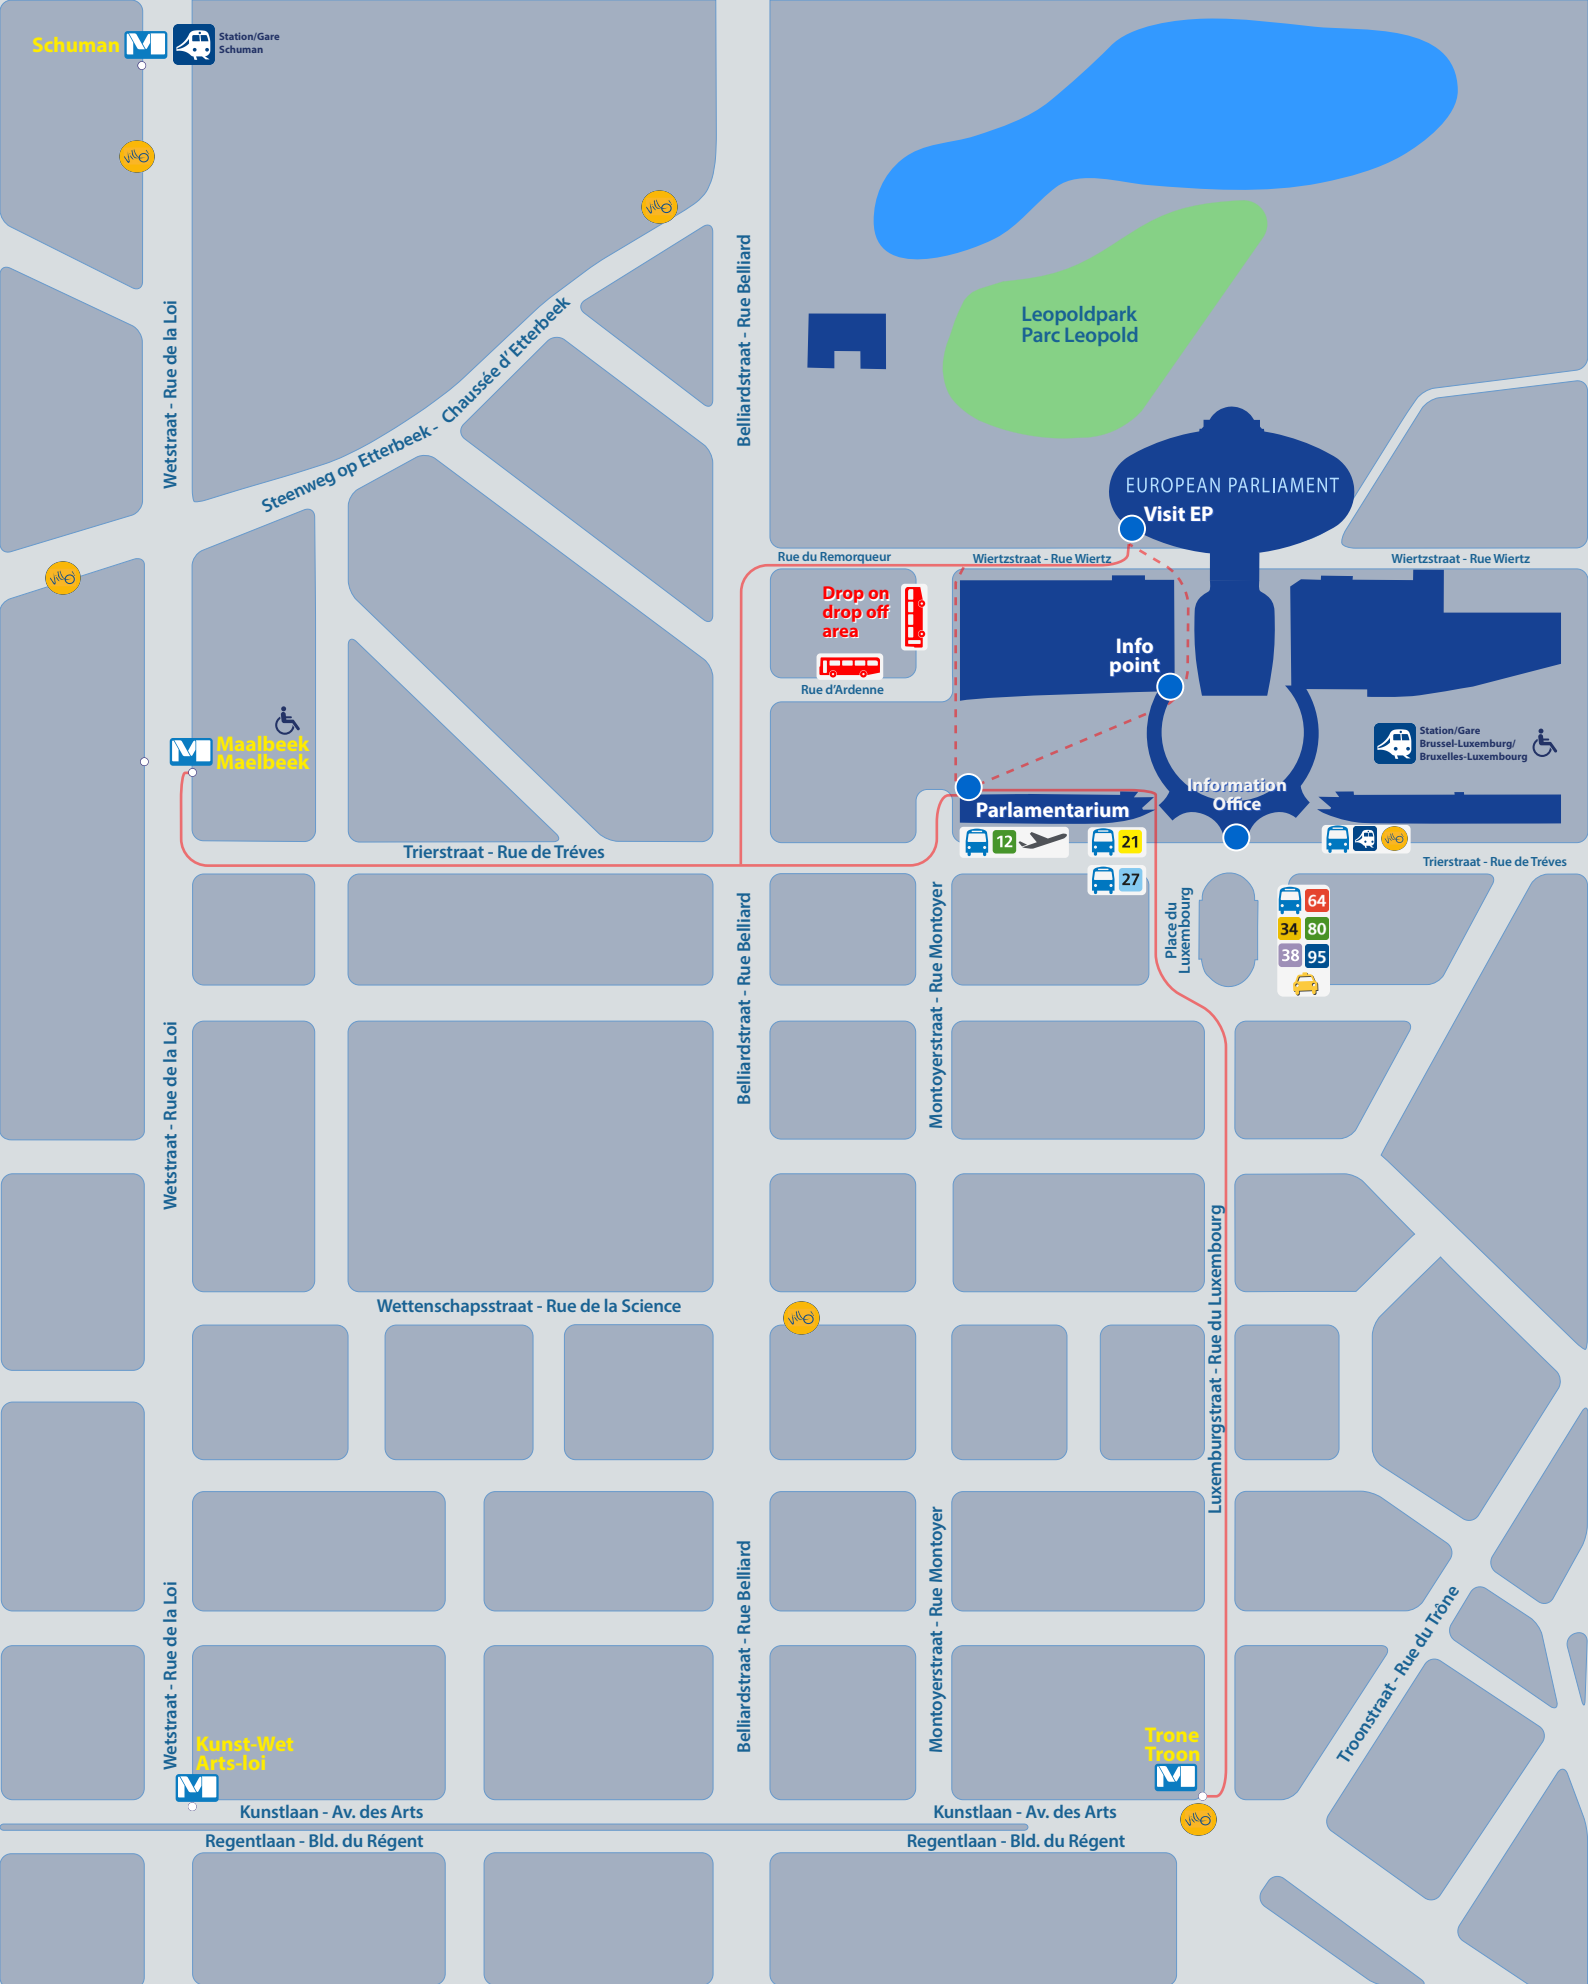 Schuman
Station/Gare
Schuman
Villo!
Villo!
Wetstraat - Rue de la Loi
Belliardstraat - Rue Belliard
Steenweg op Etterbeek - Chaussée d'Etterbeek
Leopoldpark
Parc Leopold
EUROPEAN PARLIAMENT
Visit EP
Rue du Remorqueur
Wiertzstraat - Rue Wiertz
Wiertzstraat - Rue Wiertz
Villo!
Drop on
drop off
area
Info
point
Rue d'Ardenne
Maalbeek
Maelbeek
Station/Gare
Brussel-Luxemburg/
Bruxelles-Luxembourg
Information
Office
Parlamentarium
12
21
27
Villo!
Trierstraat - Rue de Tréves
Trierstraat - Rue de Tréves
Place du
Luxembourg
64
34
80
38
95
Wetstraat - Rue de la Loi
Belliardstraat - Rue Belliard
Montoyerstraat - Rue Montoyer
Luxemburgstraat - Rue du Luxembourg
Wettenschapsstraat - Rue de la Science
Villo!
Wetstraat - Rue de la Loi
Belliardstraat - Rue Belliard
Montoyerstraat - Rue Montoyer
Troonstraat - Rue du Trône
Kunst-Wet
Arts-loi
Trone
Troon
Villo!
Kunstlaan - Av. des Arts
Kunstlaan - Av. des Arts
Regentlaan - Bld. du Régent
Regentlaan - Bld. du Régent